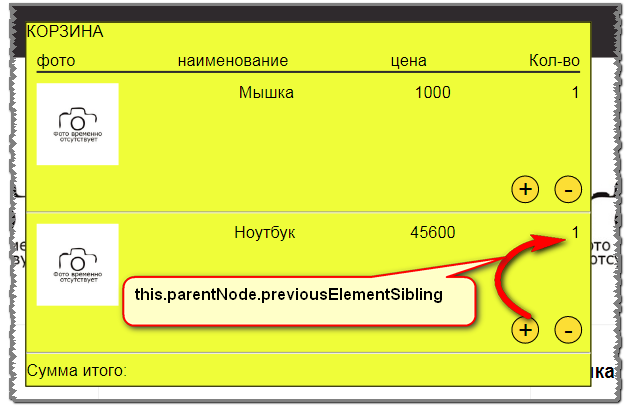 КОРЗИНА
фото наименование цена Кол-во
Мышка 1000 1
Фото временно
отсутствует
+ -
Ноутбук 45600 1
Фото временно
отсутствует
this.parentNode.previousElementSibling
+ -
Сумма итого: